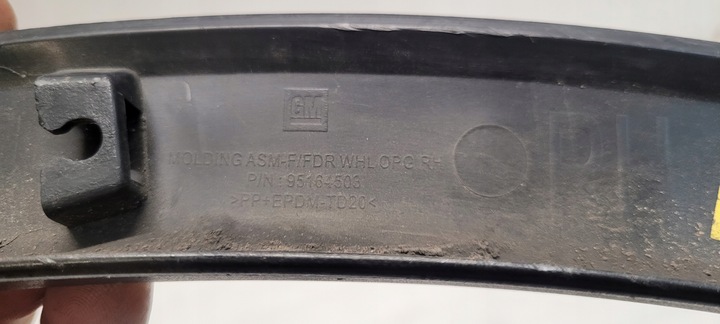 GM
MOLDING ASM-F/FDR WHL OPG RH
P/N : 95164503
>PP+EPDM-TD20<